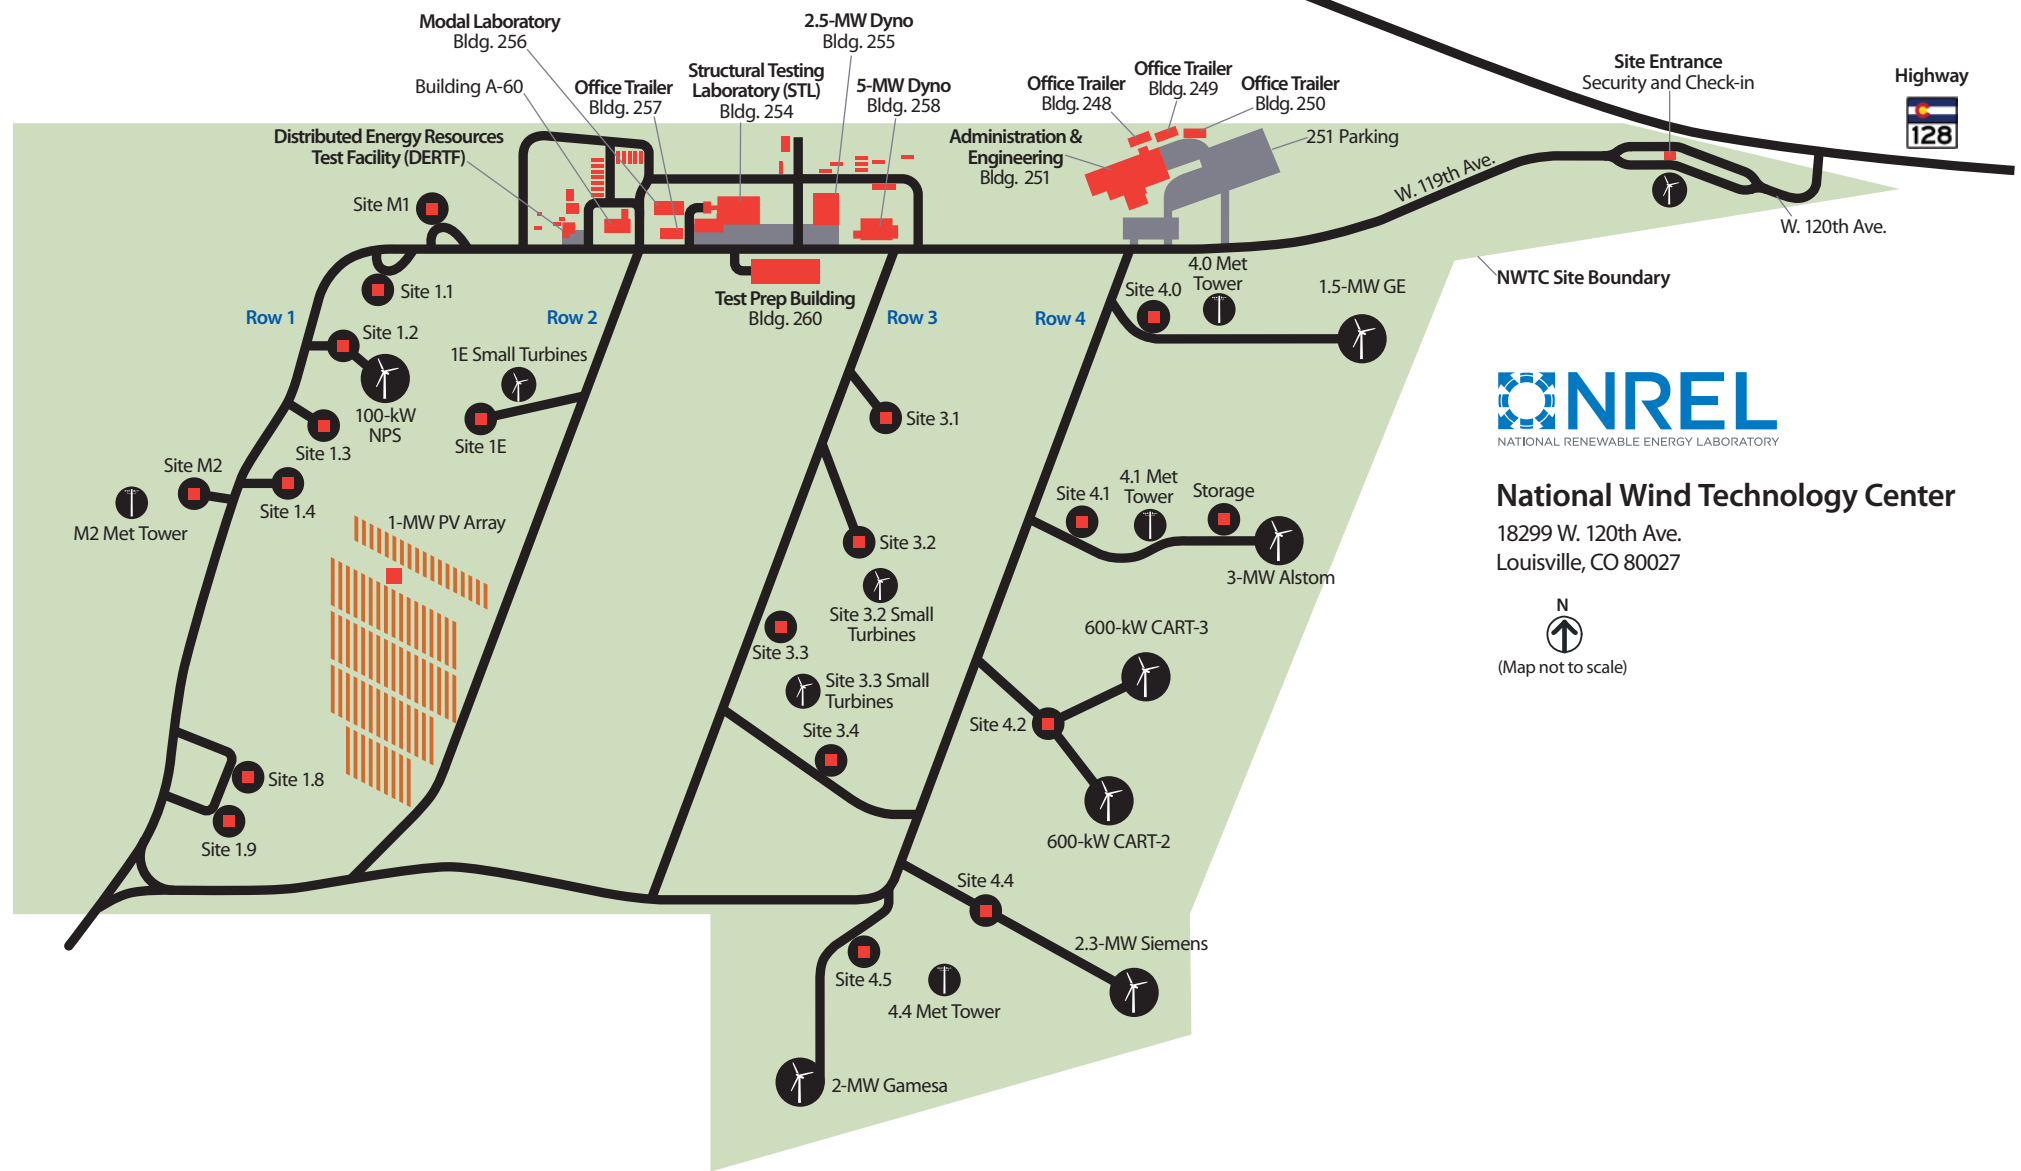 Modal Laboratory
Bldg. 256
2.5-MW Dyno
Bldg. 255
Building A-60
Office Trailer
Bldg. 257
Structural Testing
Laboratory (STL)
Bldg. 254
5-MW Dyno
Bldg. 258
Office Trailer
Bldg. 248
Office Trailer
Bldg. 249
Office Trailer
Bldg. 250
Site Entrance
Security and Check-in
Highway
128
Distributed Energy Resources
Test Facility (DERTF)
Administration &
Engineering
Bldg. 251
251 Parking
W. 119th Ave.
W. 120th Ave.
NWTC Site Boundary
Site M1
Site 1.1
Row 1
Site 1.2
100-kW
NPS
Site 1.3
Site M2
M2 Met Tower
Site 1.4
1-MW PV Array
Site 1.8
Site 1.9
Row 2
1E Small Turbines
Site 1E
Test Prep Building
Bldg. 260
Row 3
Site 3.1
Site 3.2
Site 3.2 Small
Turbines
Site 3.3
Site 3.3 Small
Turbines
Site 3.4
Row 4
Site 4.0
4.0 Met
Tower
1.5-MW GE
Site 4.1
4.1 Met
Tower
Storage
3-MW Alstom
600-kW CART-3
Site 4.2
600-kW CART-2
Site 4.4
2.3-MW Siemens
Site 4.5
4.4 Met Tower
2-MW Gamesa
NREL
NATIONAL RENEWABLE ENERGY LABORATORY
National Wind Technology Center
18299 W. 120th Ave.
Louisville, CO 80027
N
(Map not to scale)